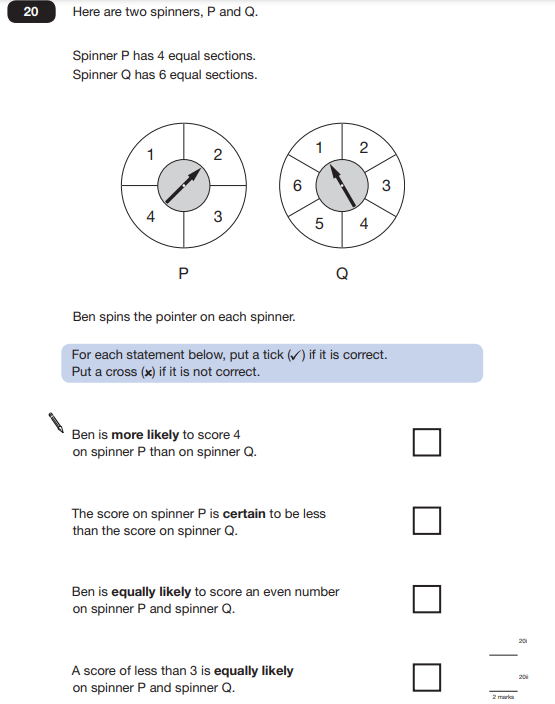 20
Here are two spinners, P and Q.
Spinner P has 4 equal sections.
Spinner Q has 6 equal sections.
1 2
4 3
P
1 2
6 3
5 4
Q
Ben spins the pointer on each spinner.
For each statement below, put a tick (✓) if it is correct.
Put a cross (✗) if it is not correct.
Ben is more likely to score 4
on spinner P than on spinner Q.
The score on spinner P is certain to be less
than the score on spinner Q.
Ben is equally likely to score an even number
on spinner P and spinner Q.
A score of less than 3 is equally likely
on spinner P and spinner Q.
20i
20ii
2 marks